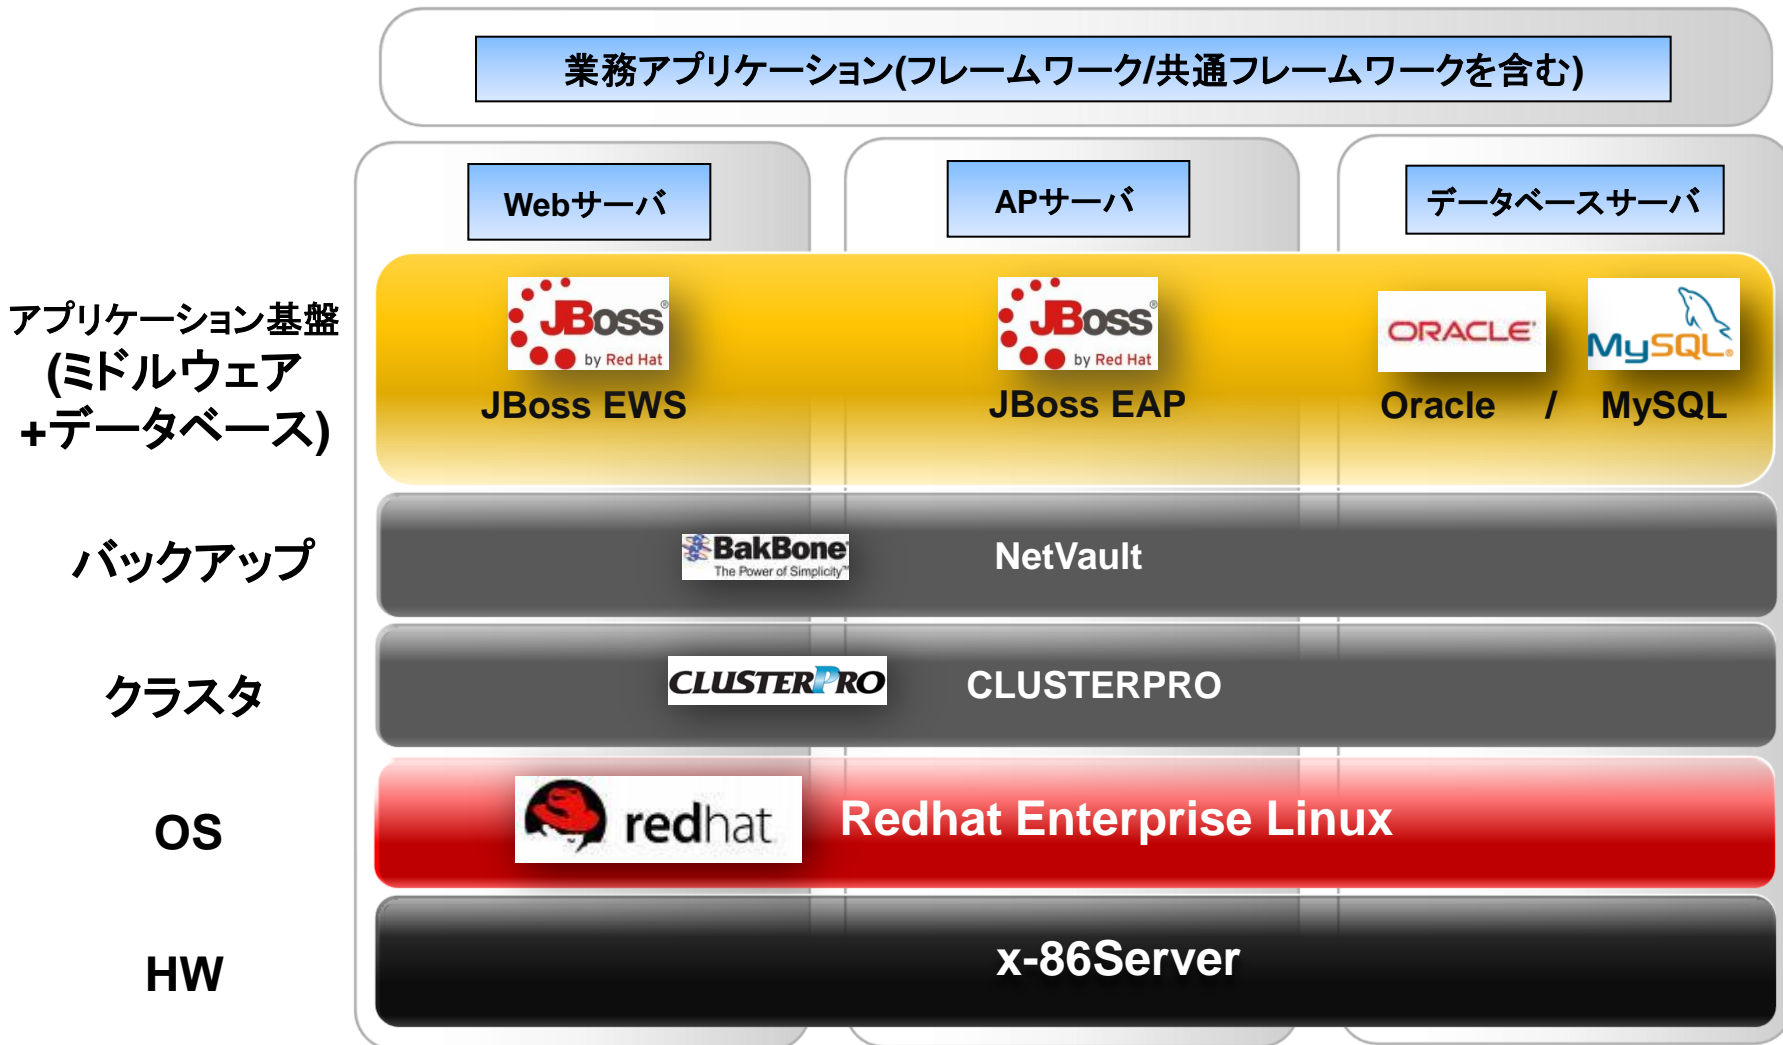 業務アプリケーション(フレームワーク/共通フレームワークを含む)
Webサーバ
APサーバ
データベースサーバ
アプリケーション基盤
(ミドルウェア
+データベース)
JBoss®
by Red Hat
JBoss EWS
JBoss®
by Red Hat
JBoss EAP
ORACLE®
MySQL®
Oracle / MySQL
バックアップ
BakBone
The Power of Simplicity™
NetVault
クラスタ
CLUSTERPRO
CLUSTERPRO
OS
redhat
Redhat Enterprise Linux
HW
x-86Server